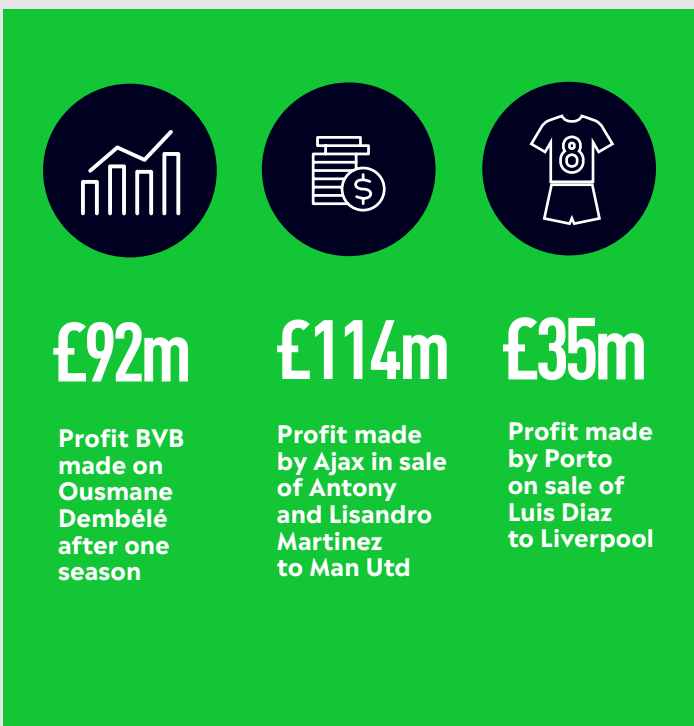 8
£92m
Profit BVB
made on
Ousmane
Dembélé
after one
season
$
£114m
Profit made
by Ajax in sale
of Antony
and Lisandro
Martinez
to Man Utd
£35m
Profit made
by Porto
on sale of
Luis Diaz
to Liverpool